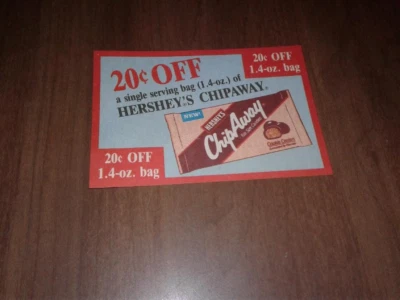 20¢ OFF
a single serving bag (1.4-oz.) of
HERSHEY'S CHIPAWAY.
20¢ OFF
1.4-oz. bag
NEW!
HERSHEY'S
ChipAway
20¢ OFF
1.4-oz. bag